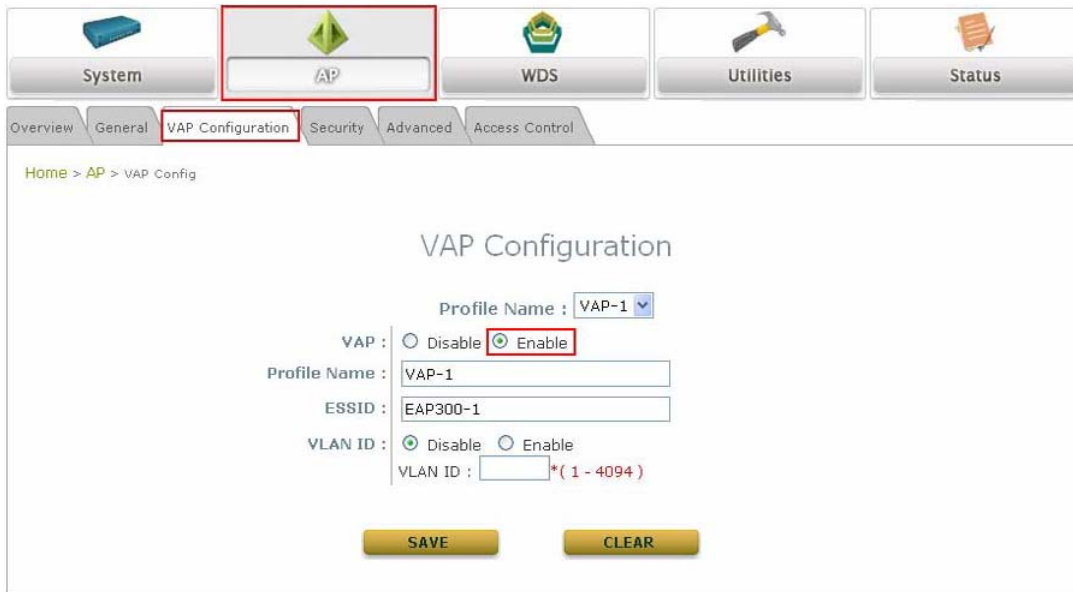 System AP WDS Utilities Status
Overview General VAP Configuration Security Advanced Access Control
Home > AP > VAP Config
VAP Configuration
Profile Name : VAP-1
VAP : Disable Enable
Profile Name : VAP-1
ESSID : EAP300-1
VLAN ID : Disable Enable
VLAN ID : *( 1 - 4094 )
SAVE CLEAR